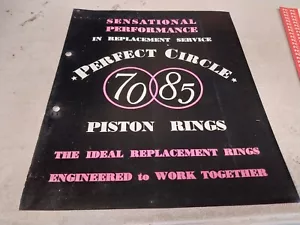 SENSATIONAL
PERFORMANCE
IN REPLACEMENT SERVICE
PERFECT CIRCLE
70 85
PISTON RINGS
THE IDEAL REPLACEMENT RINGS
ENGINEERED to WORK TOGETHER